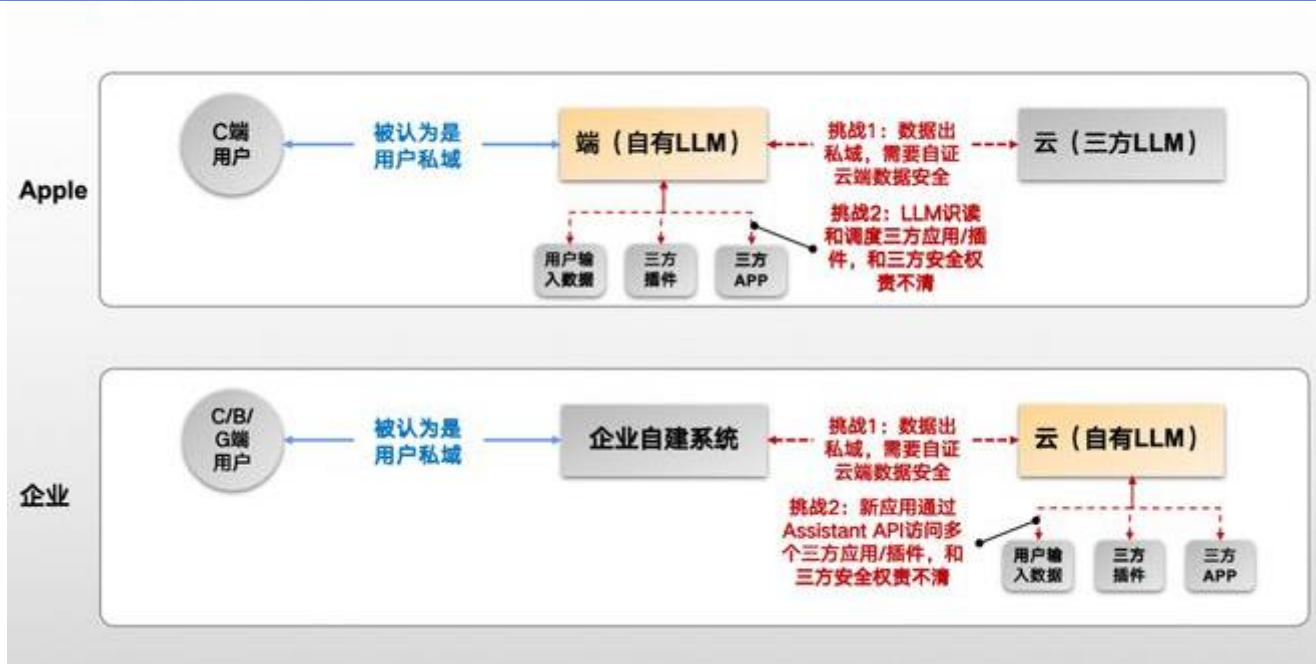 Apple
C端
用户
被认为是
用户私域
端（自有LLM）
挑战1：数据出
私域，需要自证
云端数据安全
云（三方LLM）
挑战2：LLM识读
和调度三方应用/插
件，和三方安全权
责不清
用户输
入数据
三方
插件
三方
APP
企业
C/B/
G端
用户
被认为是
用户私域
企业自建系统
挑战1：数据出
私域，需要自证
云端数据安全
云（自有LLM）
挑战2：新应用通过
Assistant API访问多
个三方应用/插件，和
三方安全权责不清
用户输
入数据
三方
插件
三方
APP